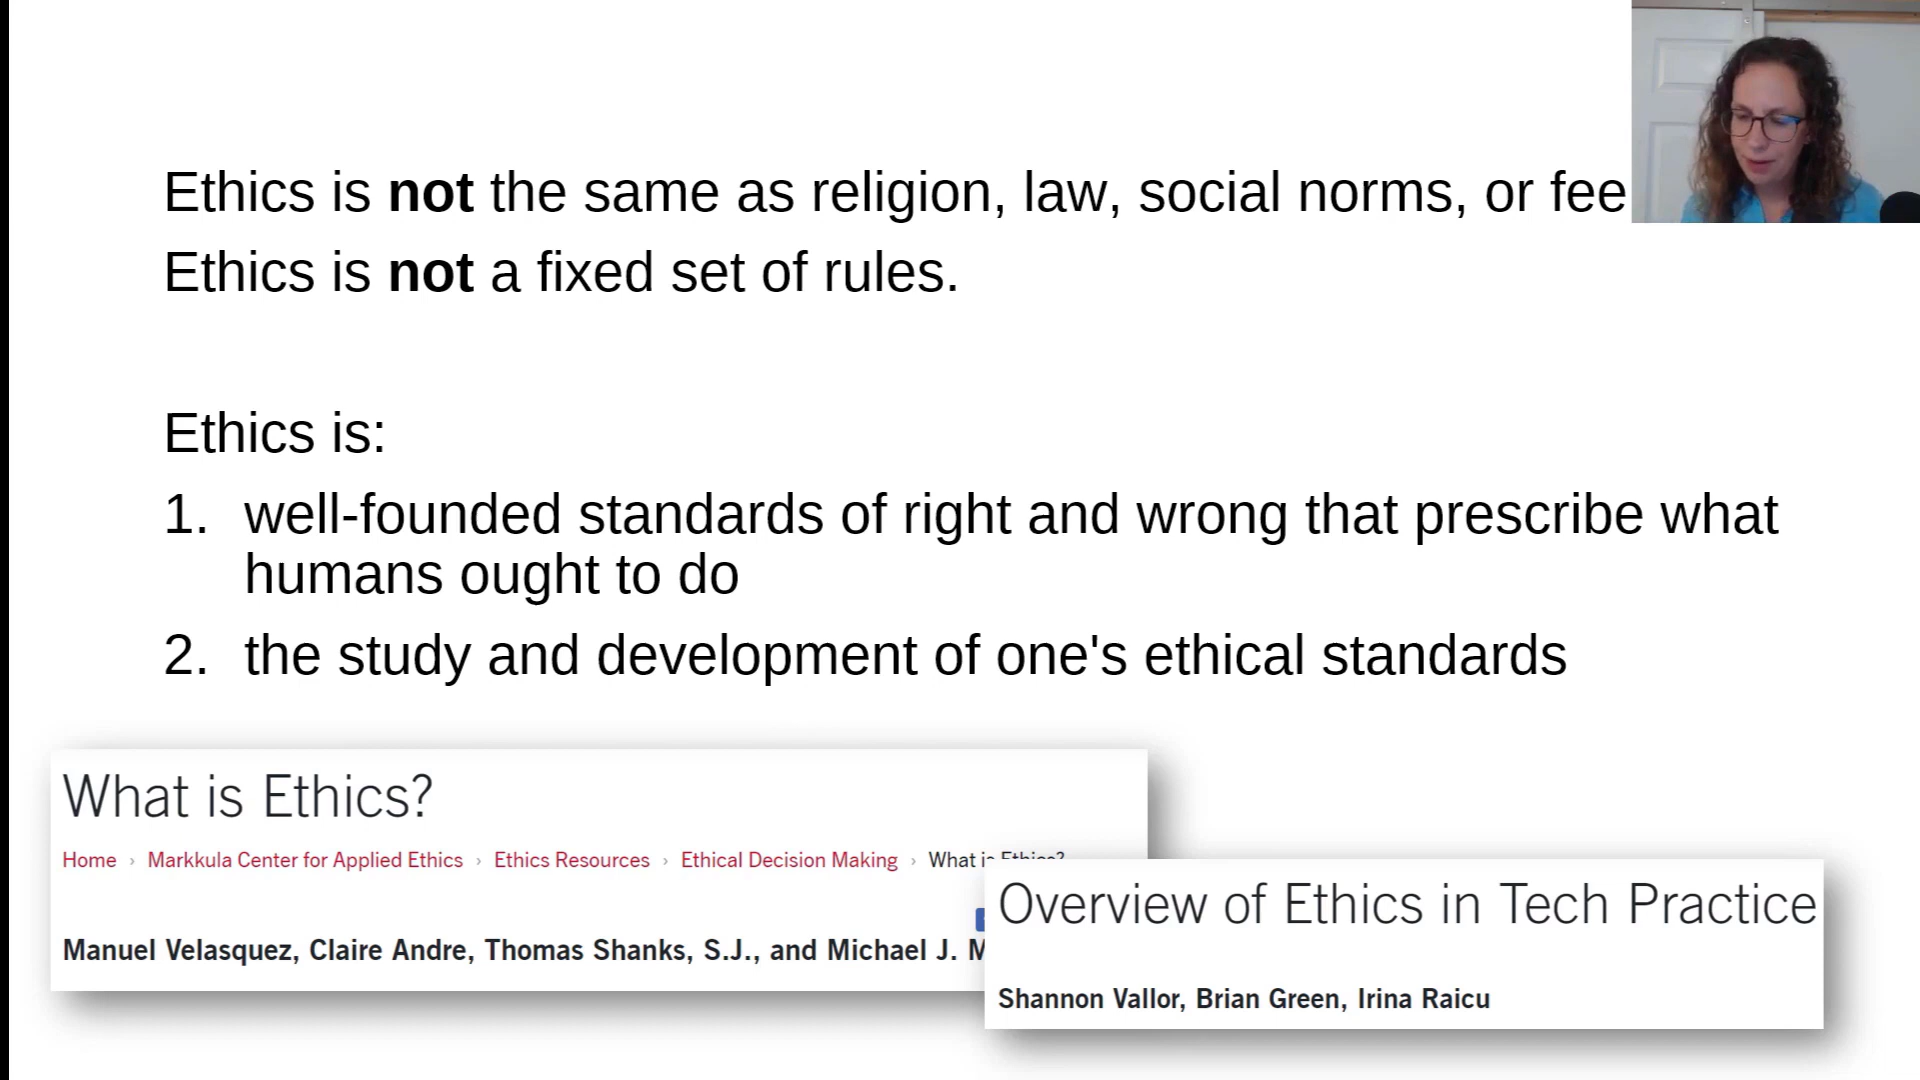 Ethics is not the same as religion, law, social norms, or
Ethics is not a fixed set of rules.
Ethics is:
1. well-founded standards of right and wrong that prescribe what
humans ought to do
2. the study and development of one's ethical standards
What is Ethics?
Home › Markkula Center for Applied Ethics › Ethics Resources › Ethical Decision Making › What is Ethics?
Manuel Velasquez, Claire Andre, Thomas Shanks, S.J., and Michael J.
Overview of Ethics in Tech Practice
Shannon Vallor, Brian Green, Irina Raicu